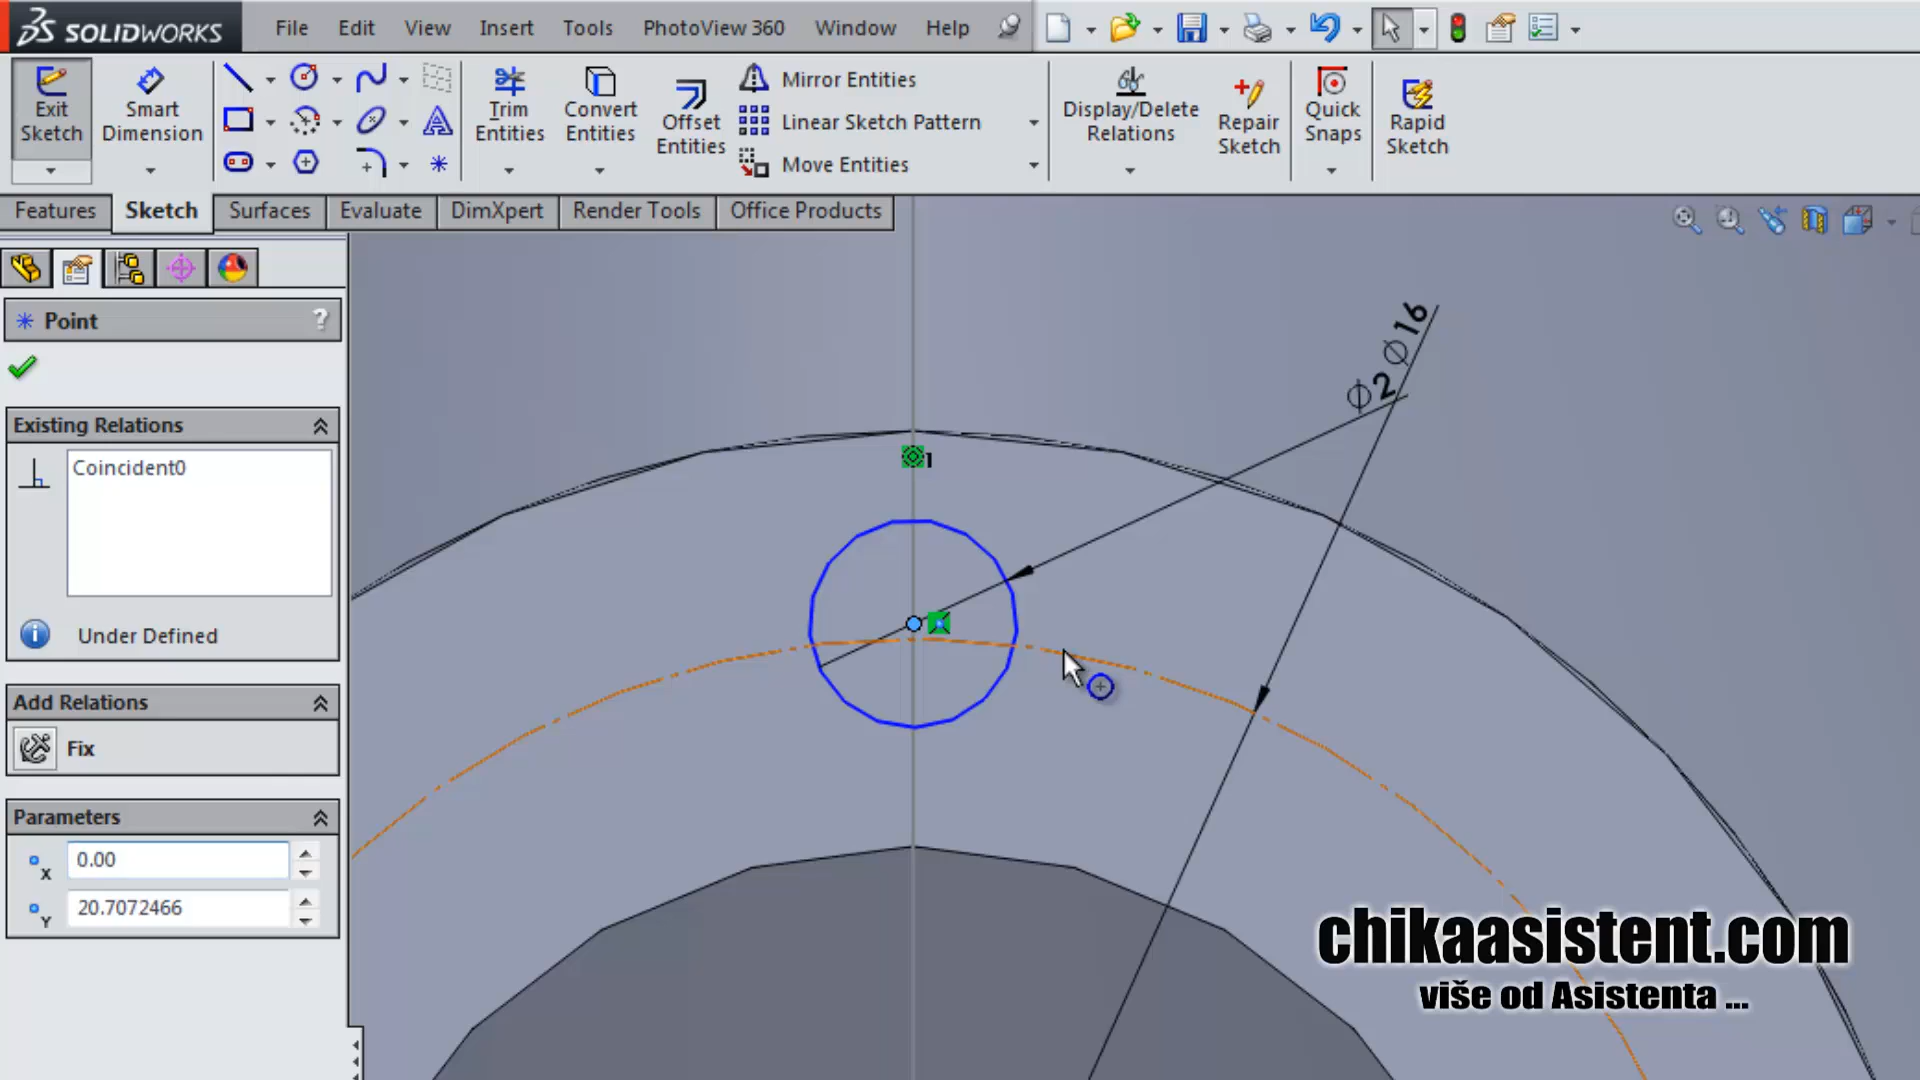 SOLIDWORKS
File Edit View Insert Tools PhotoView 360 Window Help
Exit Sketch
Smart Dimension
Trim Entities
Convert Entities
Offset Entities
Mirror Entities
Linear Sketch Pattern
Move Entities
Display/Delete Relations
Repair Sketch
Quick Snaps
Rapid Sketch
Features Sketch Surfaces Evaluate DimXpert Render Tools Office Products
Point ?
Existing Relations
Coincident0
Under Defined
Add Relations
Fix
Parameters
X 0.00
Y 20.7072466
∅16
∅2
1
chikaasistent.com
više od Asistenta ...